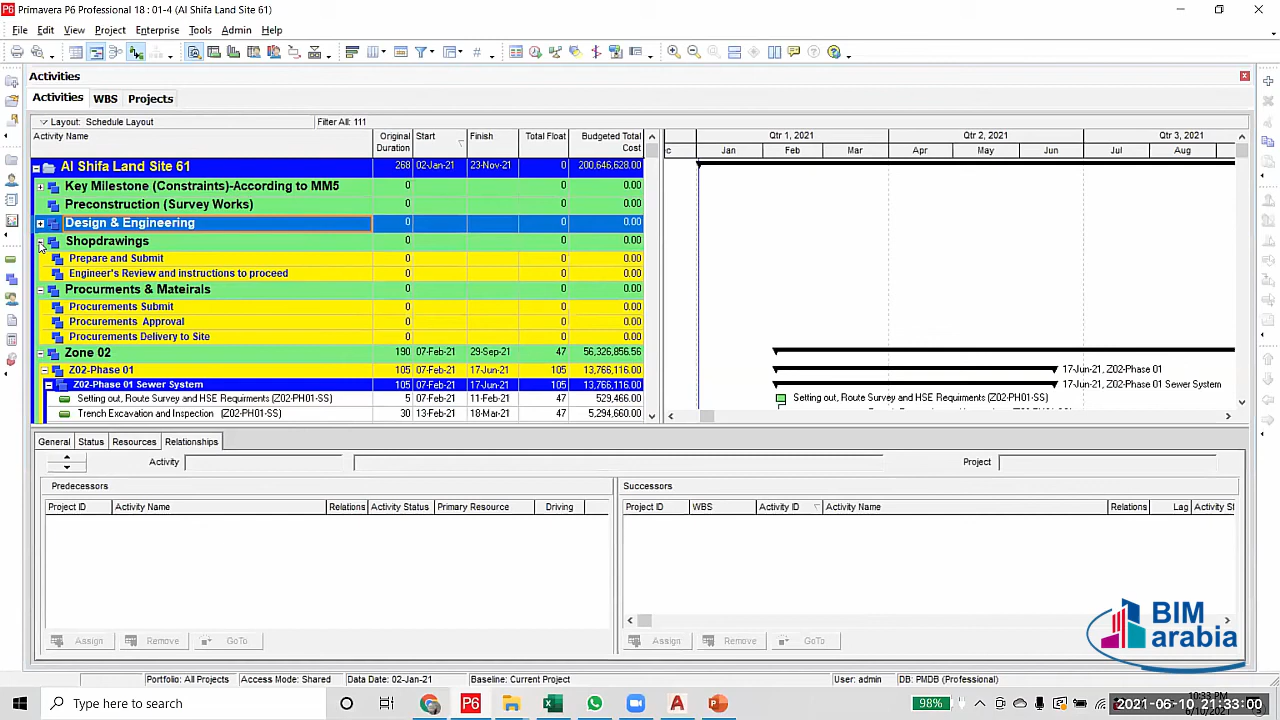 Primavera P6 Professional 18 : 01-4 (Al Shifa Land Site 61)
File Edit View Project Enterprise Tools Admin Help
Activities
Activities WBS Projects
Layout: Schedule Layout Filter All: 111
Activity Name Original Duration Start Finish Total Float Budgeted Total Cost
Qtr 1, 2021 Qtr 2, 2021 Qtr 3, 2021
c Jan Feb Mar Apr May Jun Jul Aug
Al Shifa Land Site 61 268 02-Jan-21 23-Nov-21 0 200,646,628.00
Key Milestone (Constraints)-According to MM5 0 0 0.00
Preconstruction (Survey Works) 0 0 0.00
Design & Engineering 0 0 0.00
Shopdrawings 0 0 0.00
Prepare and Submit 0 0 0.00
Engineer's Review and instructions to proceed 0 0 0.00
Procurments & Mateirals 0 0 0.00
Procurements Submit 0 0 0.00
Procurements Approval 0 0 0.00
Procurements Delivery to Site 0 0 0.00
Zone 02 190 07-Feb-21 29-Sep-21 47 56,326,856.56
Z02-Phase 01 105 07-Feb-21 17-Jun-21 105 13,766,116.00 17-Jun-21, Z02-Phase 01
Z02-Phase 01 Sewer System 105 07-Feb-21 17-Jun-21 105 13,766,116.00 17-Jun-21, Z02-Phase 01 Sewer System
Setting out, Route Survey and HSE Requirments (Z02-PH01-SS) 5 07-Feb-21 11-Feb-21 47 529,466.00 Setting out, Route Survey and HSE Requirments (Z02-PH01-SS)
Trench Excavation and Inspection (Z02-PH01-SS) 30 13-Feb-21 18-Mar-21 47 5,294,660.00
General Status Resources Relationships
Activity Project
Predecessors Successors
Project ID Activity Name Relations Activity Status Primary Resource Driving
Project ID WBS Activity ID Activity Name Relations Lag Activity St
Assign Remove GoTo
Assign Remove GoTo
BIM
arabia
Portfolio: All Projects Access Mode: Shared Data Date: 02-Jan-21 Baseline: Current Project User: admin DB: PMDB (Professional)
Type here to search
98%
2021-06-10 21:33:00